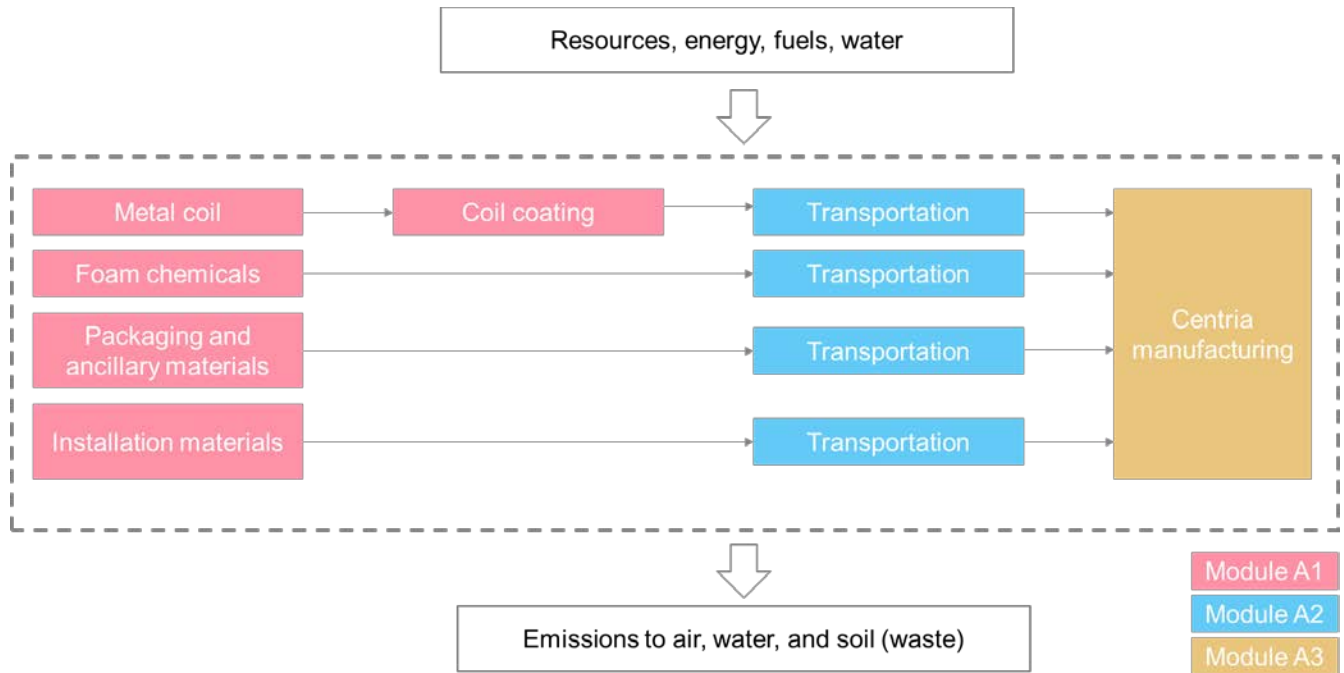 Resources, energy, fuels, water
Metal coil
Coil coating
Transportation
Foam chemicals
Transportation
Packaging and
ancillary materials
Transportation
Installation materials
Transportation
Centria
manufacturing
Emissions to air, water, and soil (waste)
Module A1
Module A2
Module A3